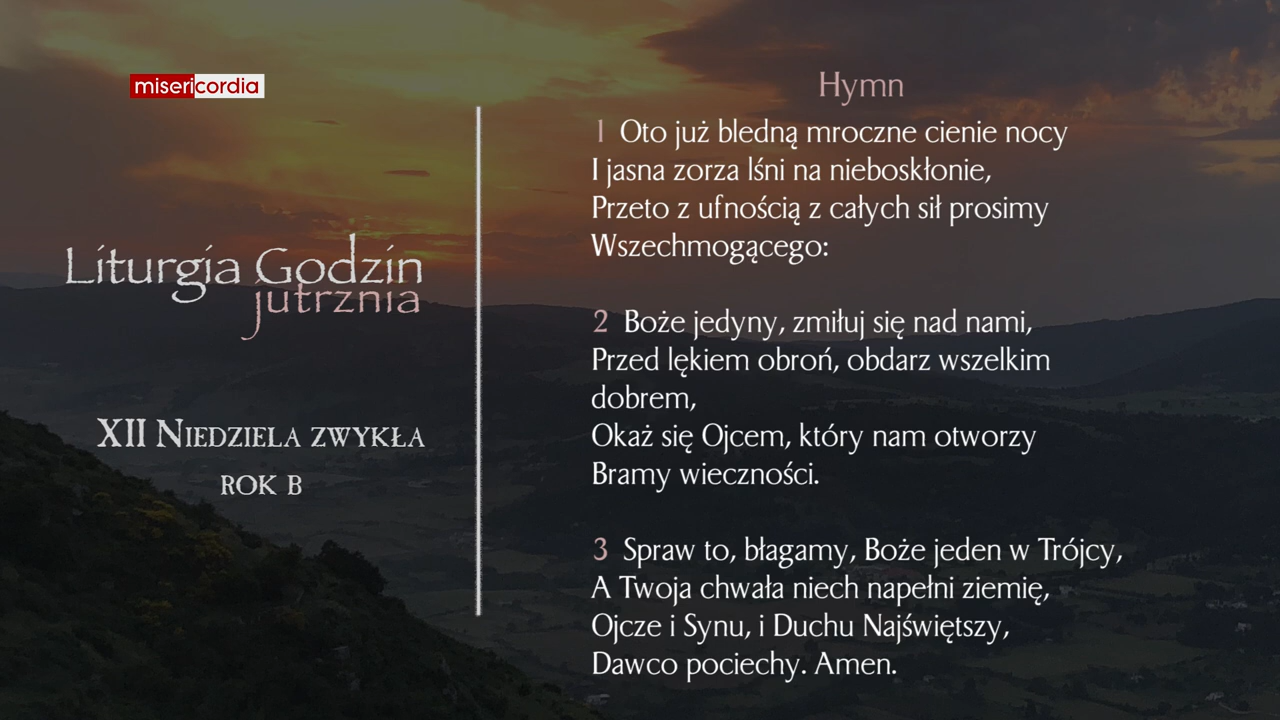 misericordia
Liturgia Godzin
jutrznia
XII Niedziela zwykła
rok B
Hymn
1 Oto już bledną mroczne cienie nocy
I jasna zorza lśni na nieboskłonie,
Przeto z ufnością z całych sił prosimy
Wszechmogącego:
2 Boże jedyny, zmiłuj się nad nami,
Przed lękiem obroń, obdarz wszelkim
dobrem,
Okaż się Ojcem, który nam otworzy
Bramy wieczności.
3 Spraw to, błagamy, Boże jeden w Trójcy,
A Twoja chwała niech napełni ziemię,
Ojcze i Synu, i Duchu Najświętszy,
Dawco pociechy. Amen.